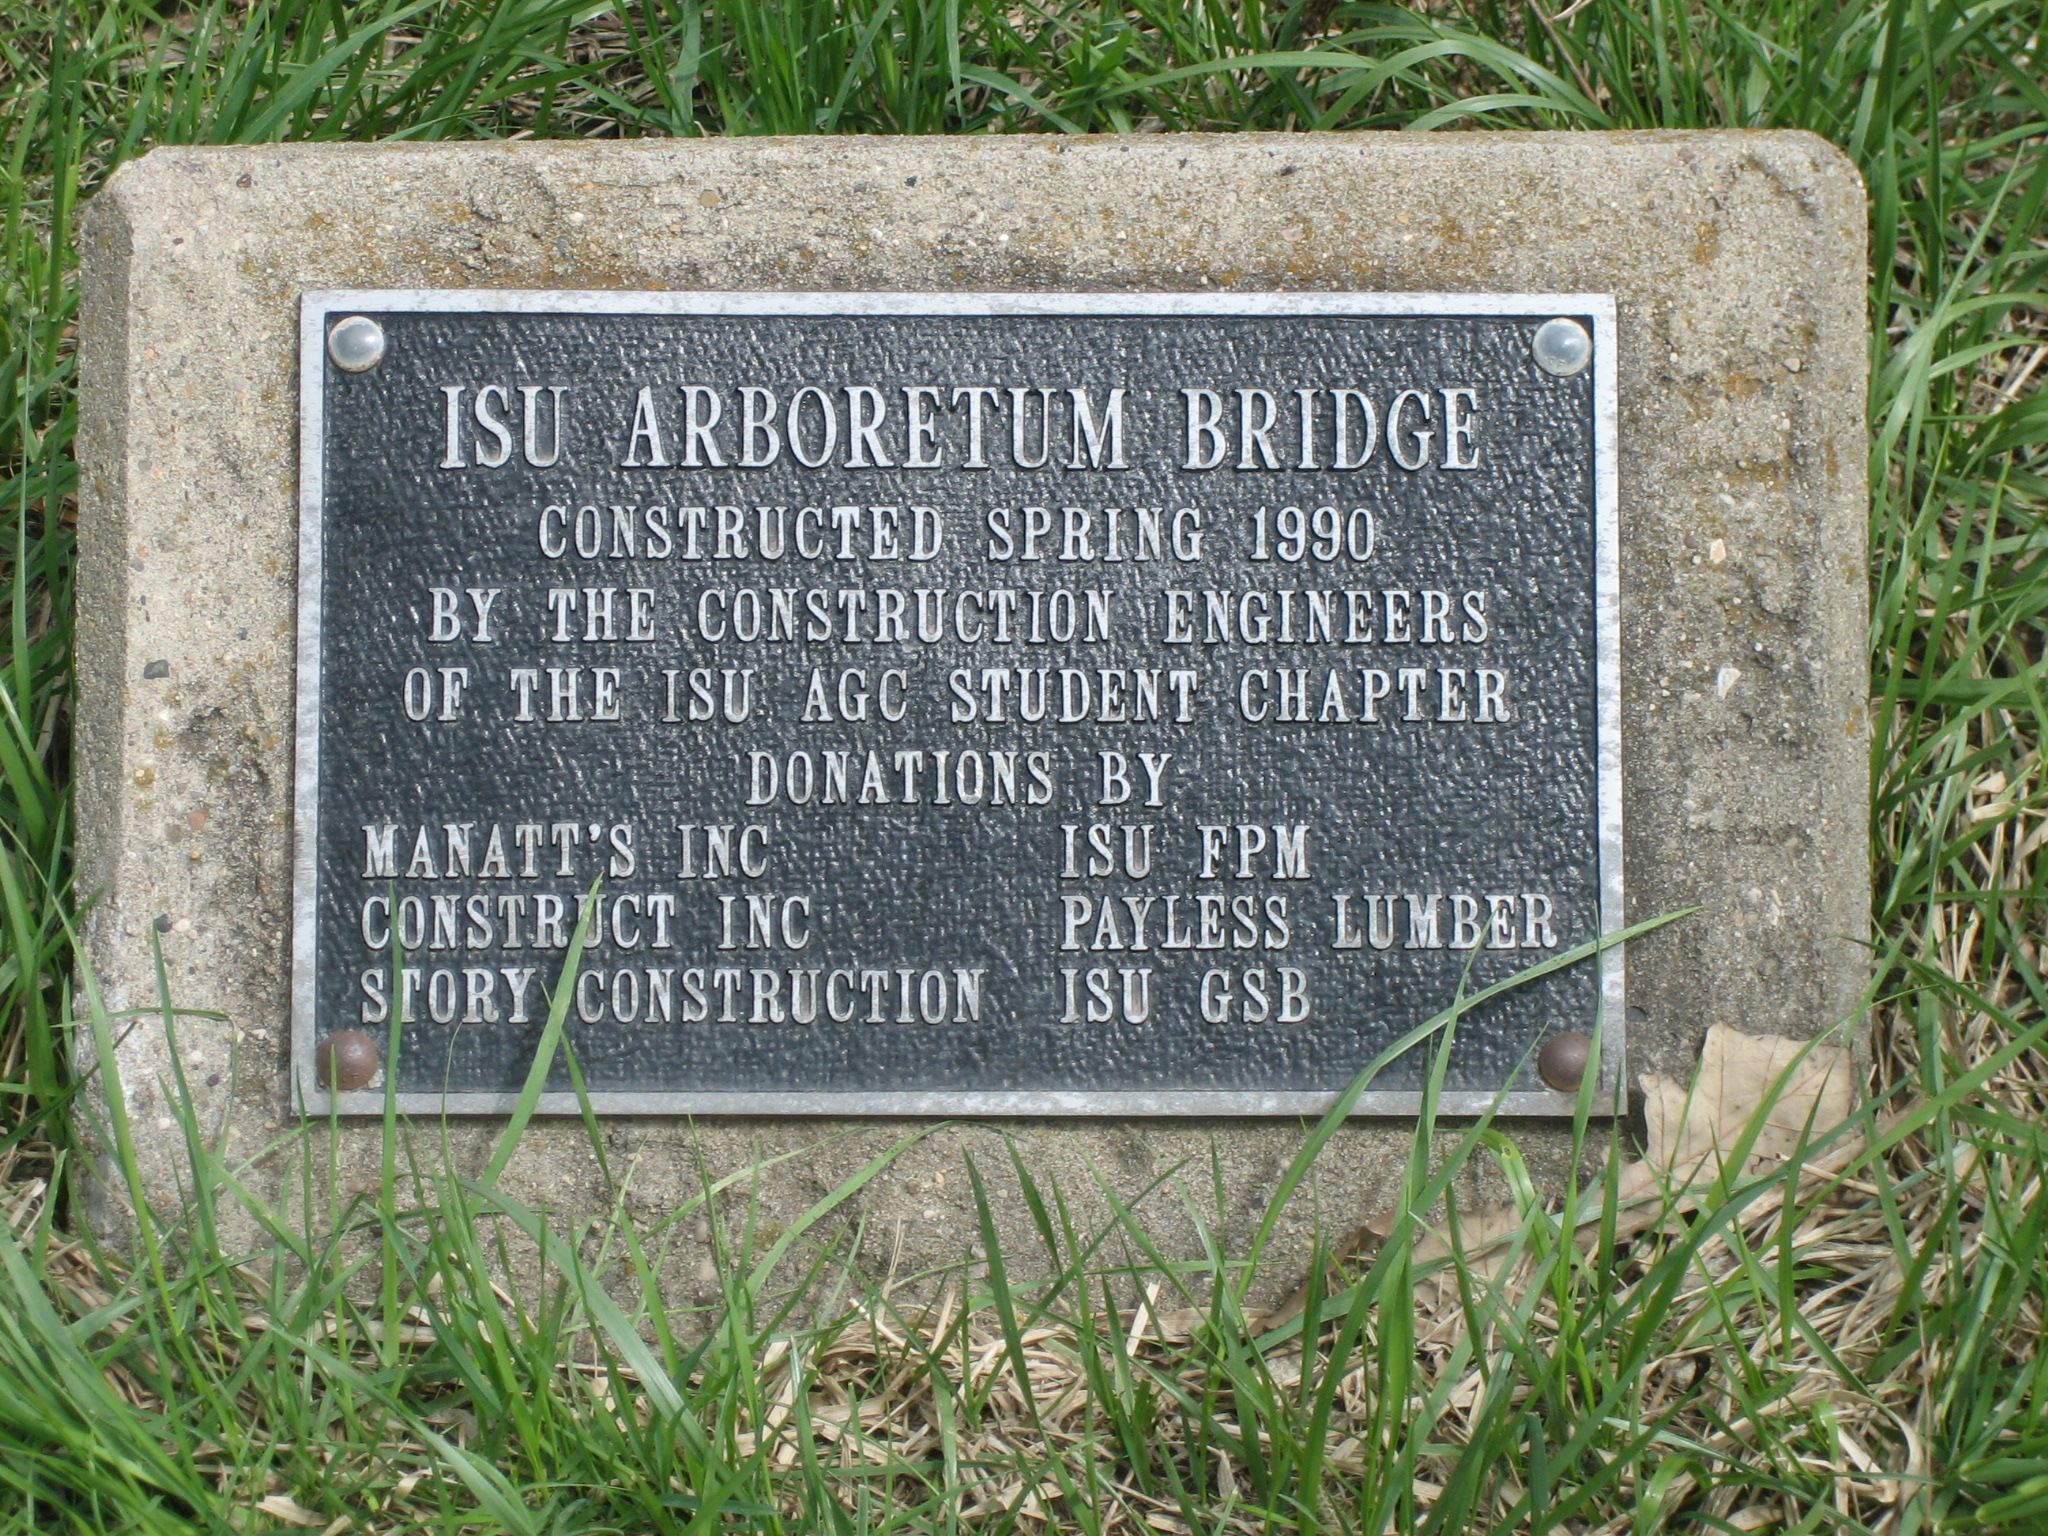 ISU ARBORETUM BRIDGE
CONSTRUCTED SPRING 1990
BY THE CONSTRUCTION ENGINEERS
OF THE ISU AGC STUDENT CHAPTER
DONATIONS BY
MANATT'S INC ISU FPM
CONSTRUCT INC PAYLESS LUMBER
STORY CONSTRUCTION ISU GSB